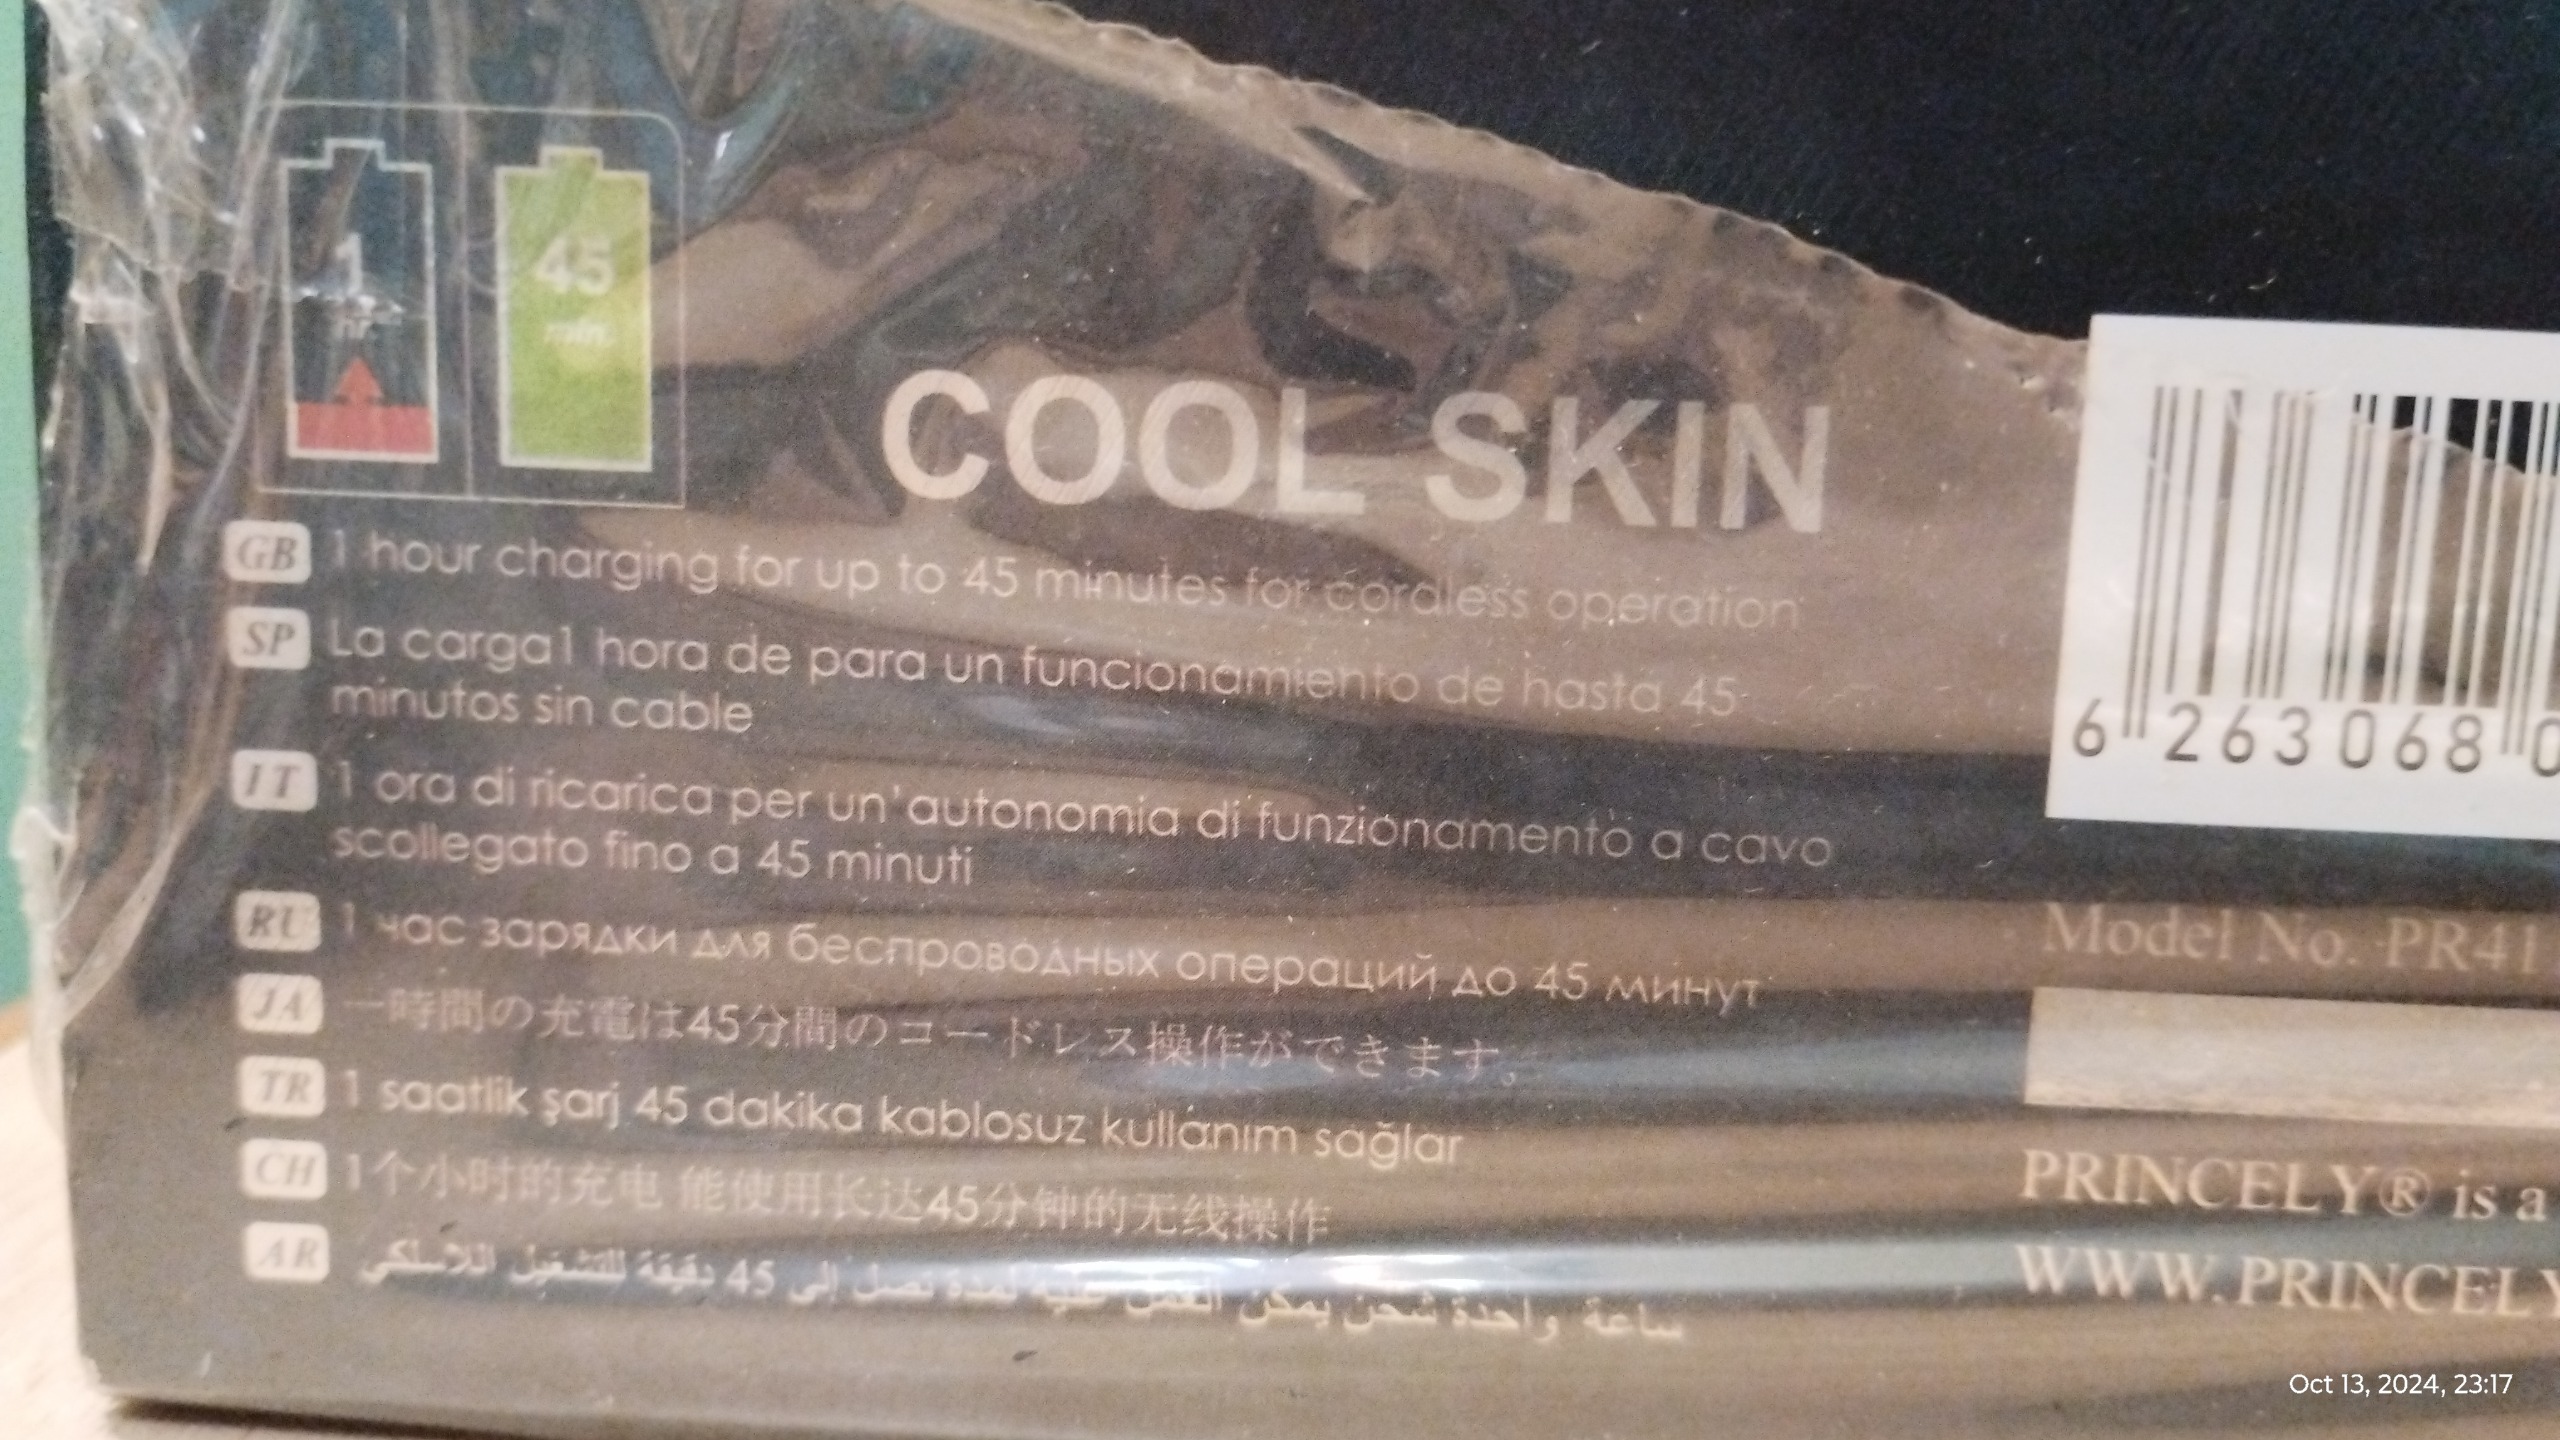 1
hr
45
min.
COOL SKIN
GB 1 hour charging for up to 45 minutes for cordless operation
SP La carga1 hora de para un funcionamiento de hasta 45
minutos sin cable
IT 1 ora di ricarica per un'autonomia di funzionamento a cavo
scollegato fino a 45 minuti
RU 1 час зарядки для беспроводных операций до 45 минут
JA 一時間の充電は45分間のコードレス操作ができます。
TR 1 saatlik şarj 45 dakika kablosuz kullanım sağlar
CH 1个小时的充电 能使用长达45分钟的无线操作
AR ساعة واحدة شحن يمكن لمدة تصل إلى 45 دقيقة للتشغيل اللاسلكي
6 263068 0
Model No. PR41
PRINCELY® is a
WWW.PRINCELY
Oct 13, 2024, 23:17